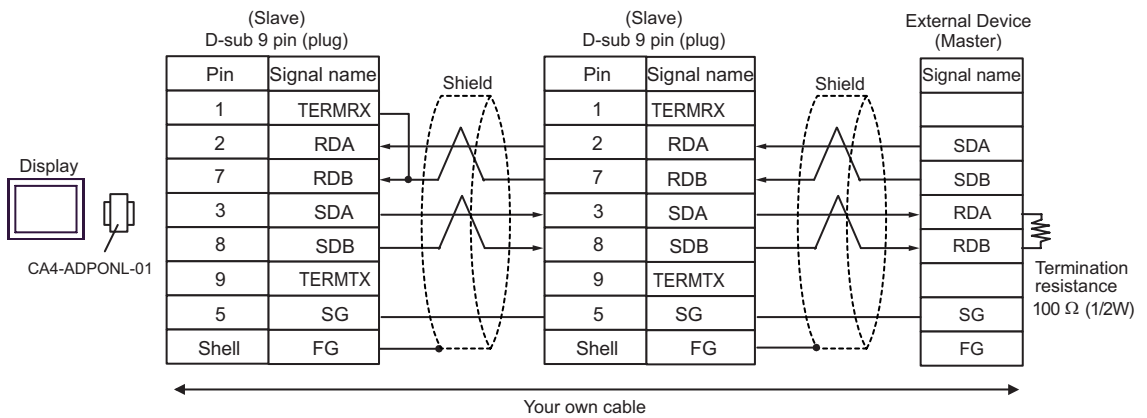 (Slave)
D-sub 9 pin (plug)
(Slave)
D-sub 9 pin (plug)
External Device
(Master)
Pin Signal name Shield Pin Signal name Shield Signal name
1 TERMRX 1 TERMRX
2 RDA 2 RDA SDA
7 RDB 7 RDB SDB
Display
3 SDA 3 SDA RDA
8 SDB 8 SDB RDB
CA4-ADPONL-01
9 TERMTX 9 TERMTX
Termination
resistance
100 Ω (1/2W)
5 SG 5 SG SG
Shell FG Shell FG FG
Your own cable